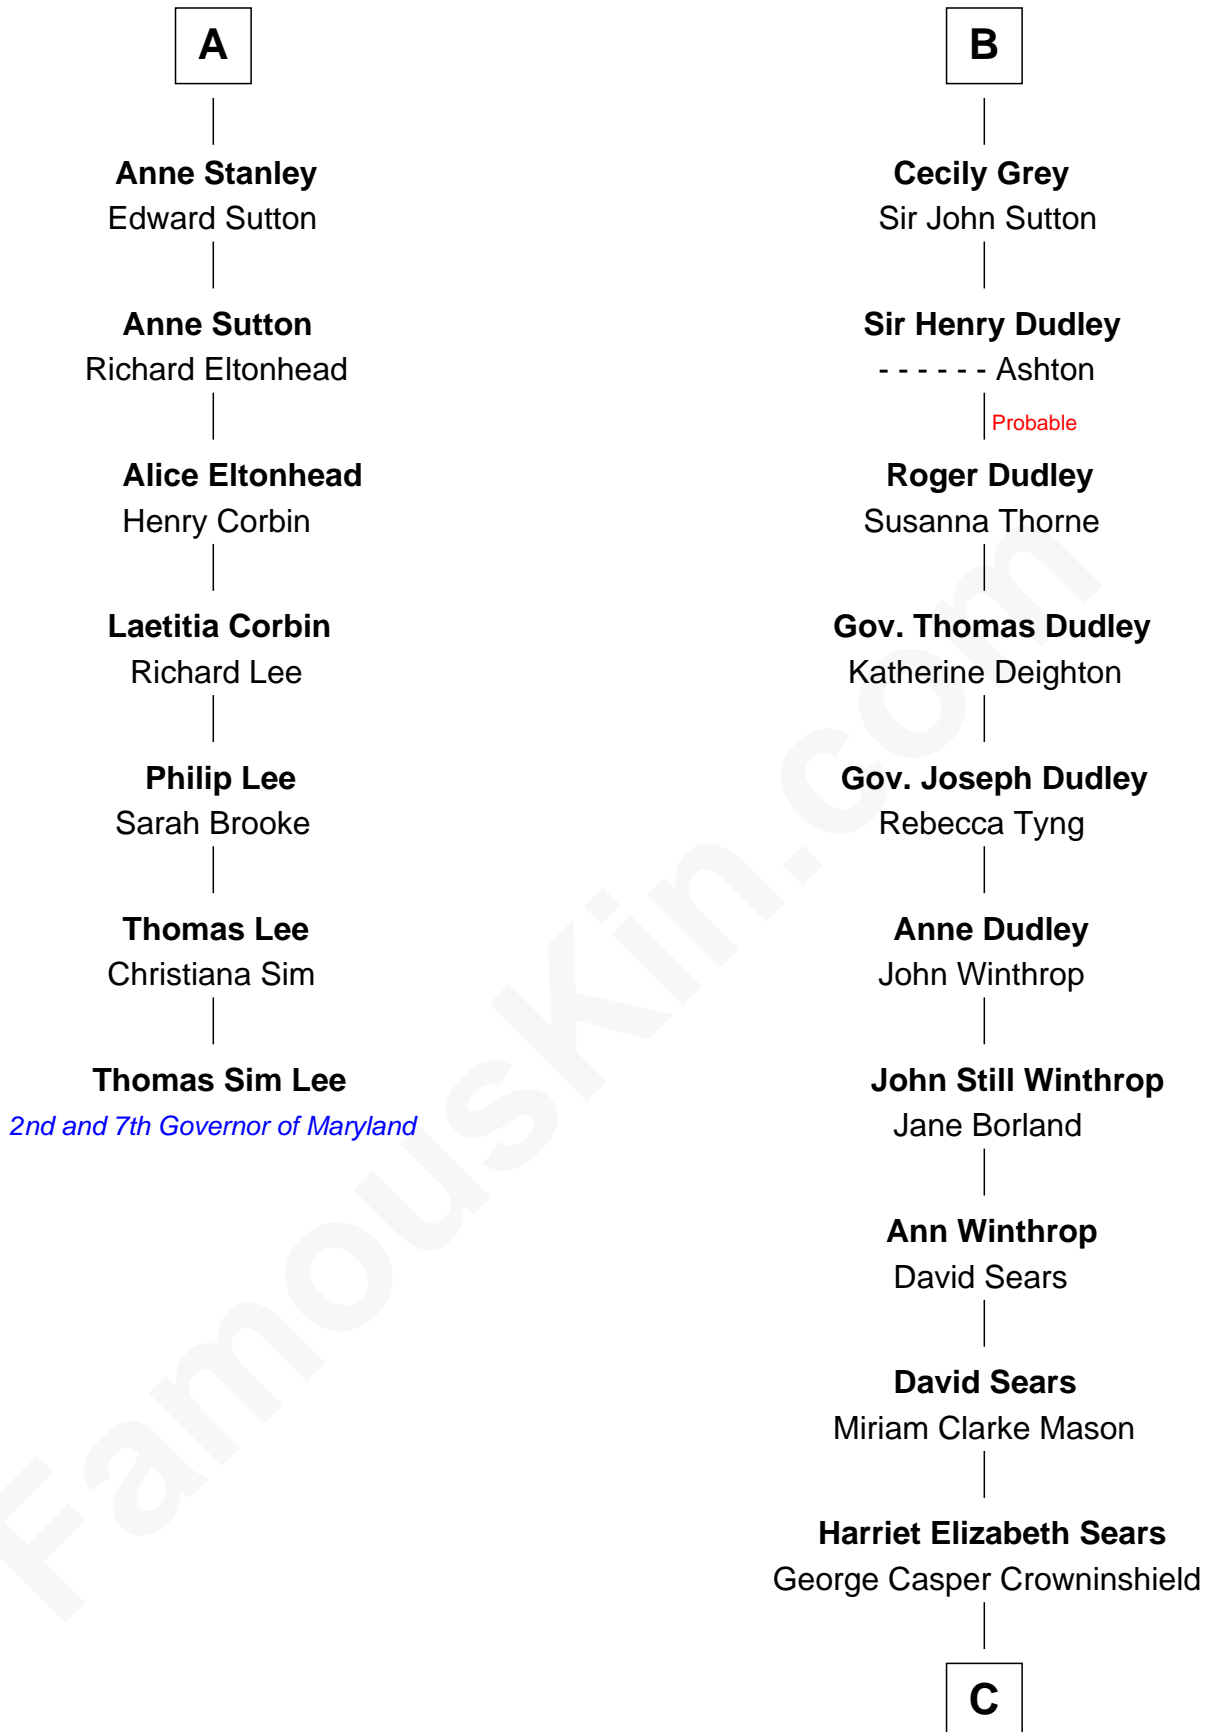 A
Anne Stanley
Edward Sutton
Anne Sutton
Richard Eltonhead
Alice Eltonhead
Henry Corbin
Laetitia Corbin
Richard Lee
Philip Lee
Sarah Brooke
Thomas Lee
Christiana Sim
Thomas Sim Lee
2nd and 7th Governor of Maryland
B
Cecily Grey
Sir John Sutton
Sir Henry Dudley
- - - - - - Ashton
Probable
Roger Dudley
Susanna Thorne
Gov. Thomas Dudley
Katherine Deighton
Gov. Joseph Dudley
Rebecca Tyng
Anne Dudley
John Winthrop
John Still Winthrop
Jane Borland
Ann Winthrop
David Sears
David Sears
Miriam Clarke Mason
Harriet Elizabeth Sears
George Casper Crowninshield
C
FamousKin.com